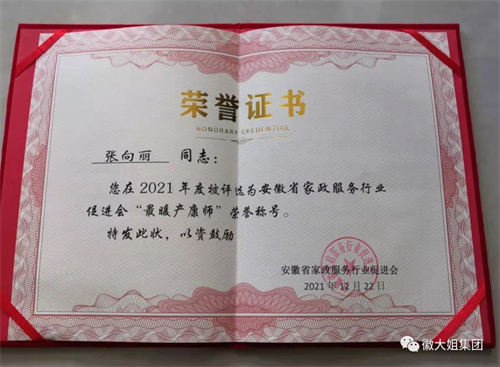 荣誉证书
HONORARY CREDENTIAL
张向丽 同志：
您在2021年度被评选为安徽省家政服务行业
促进会“最暖产康师”荣誉称号。
特发此状，以资鼓励
安徽省家政服务行业促进会
2021年12月22日
徽大姐集团